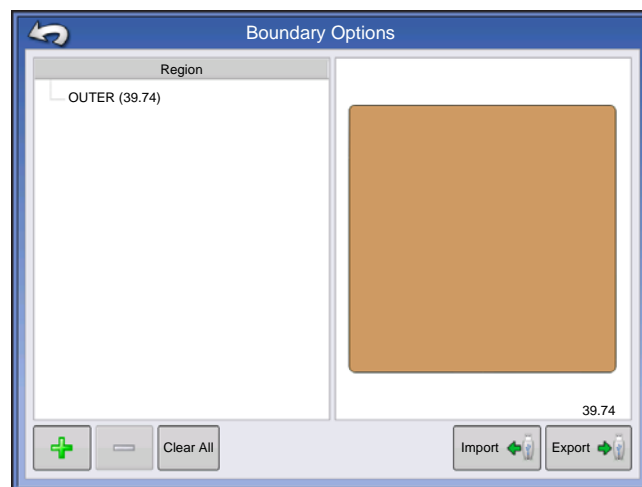 Boundary Options
Region
OUTER (39.74)
39.74
Clear All
Import
Export